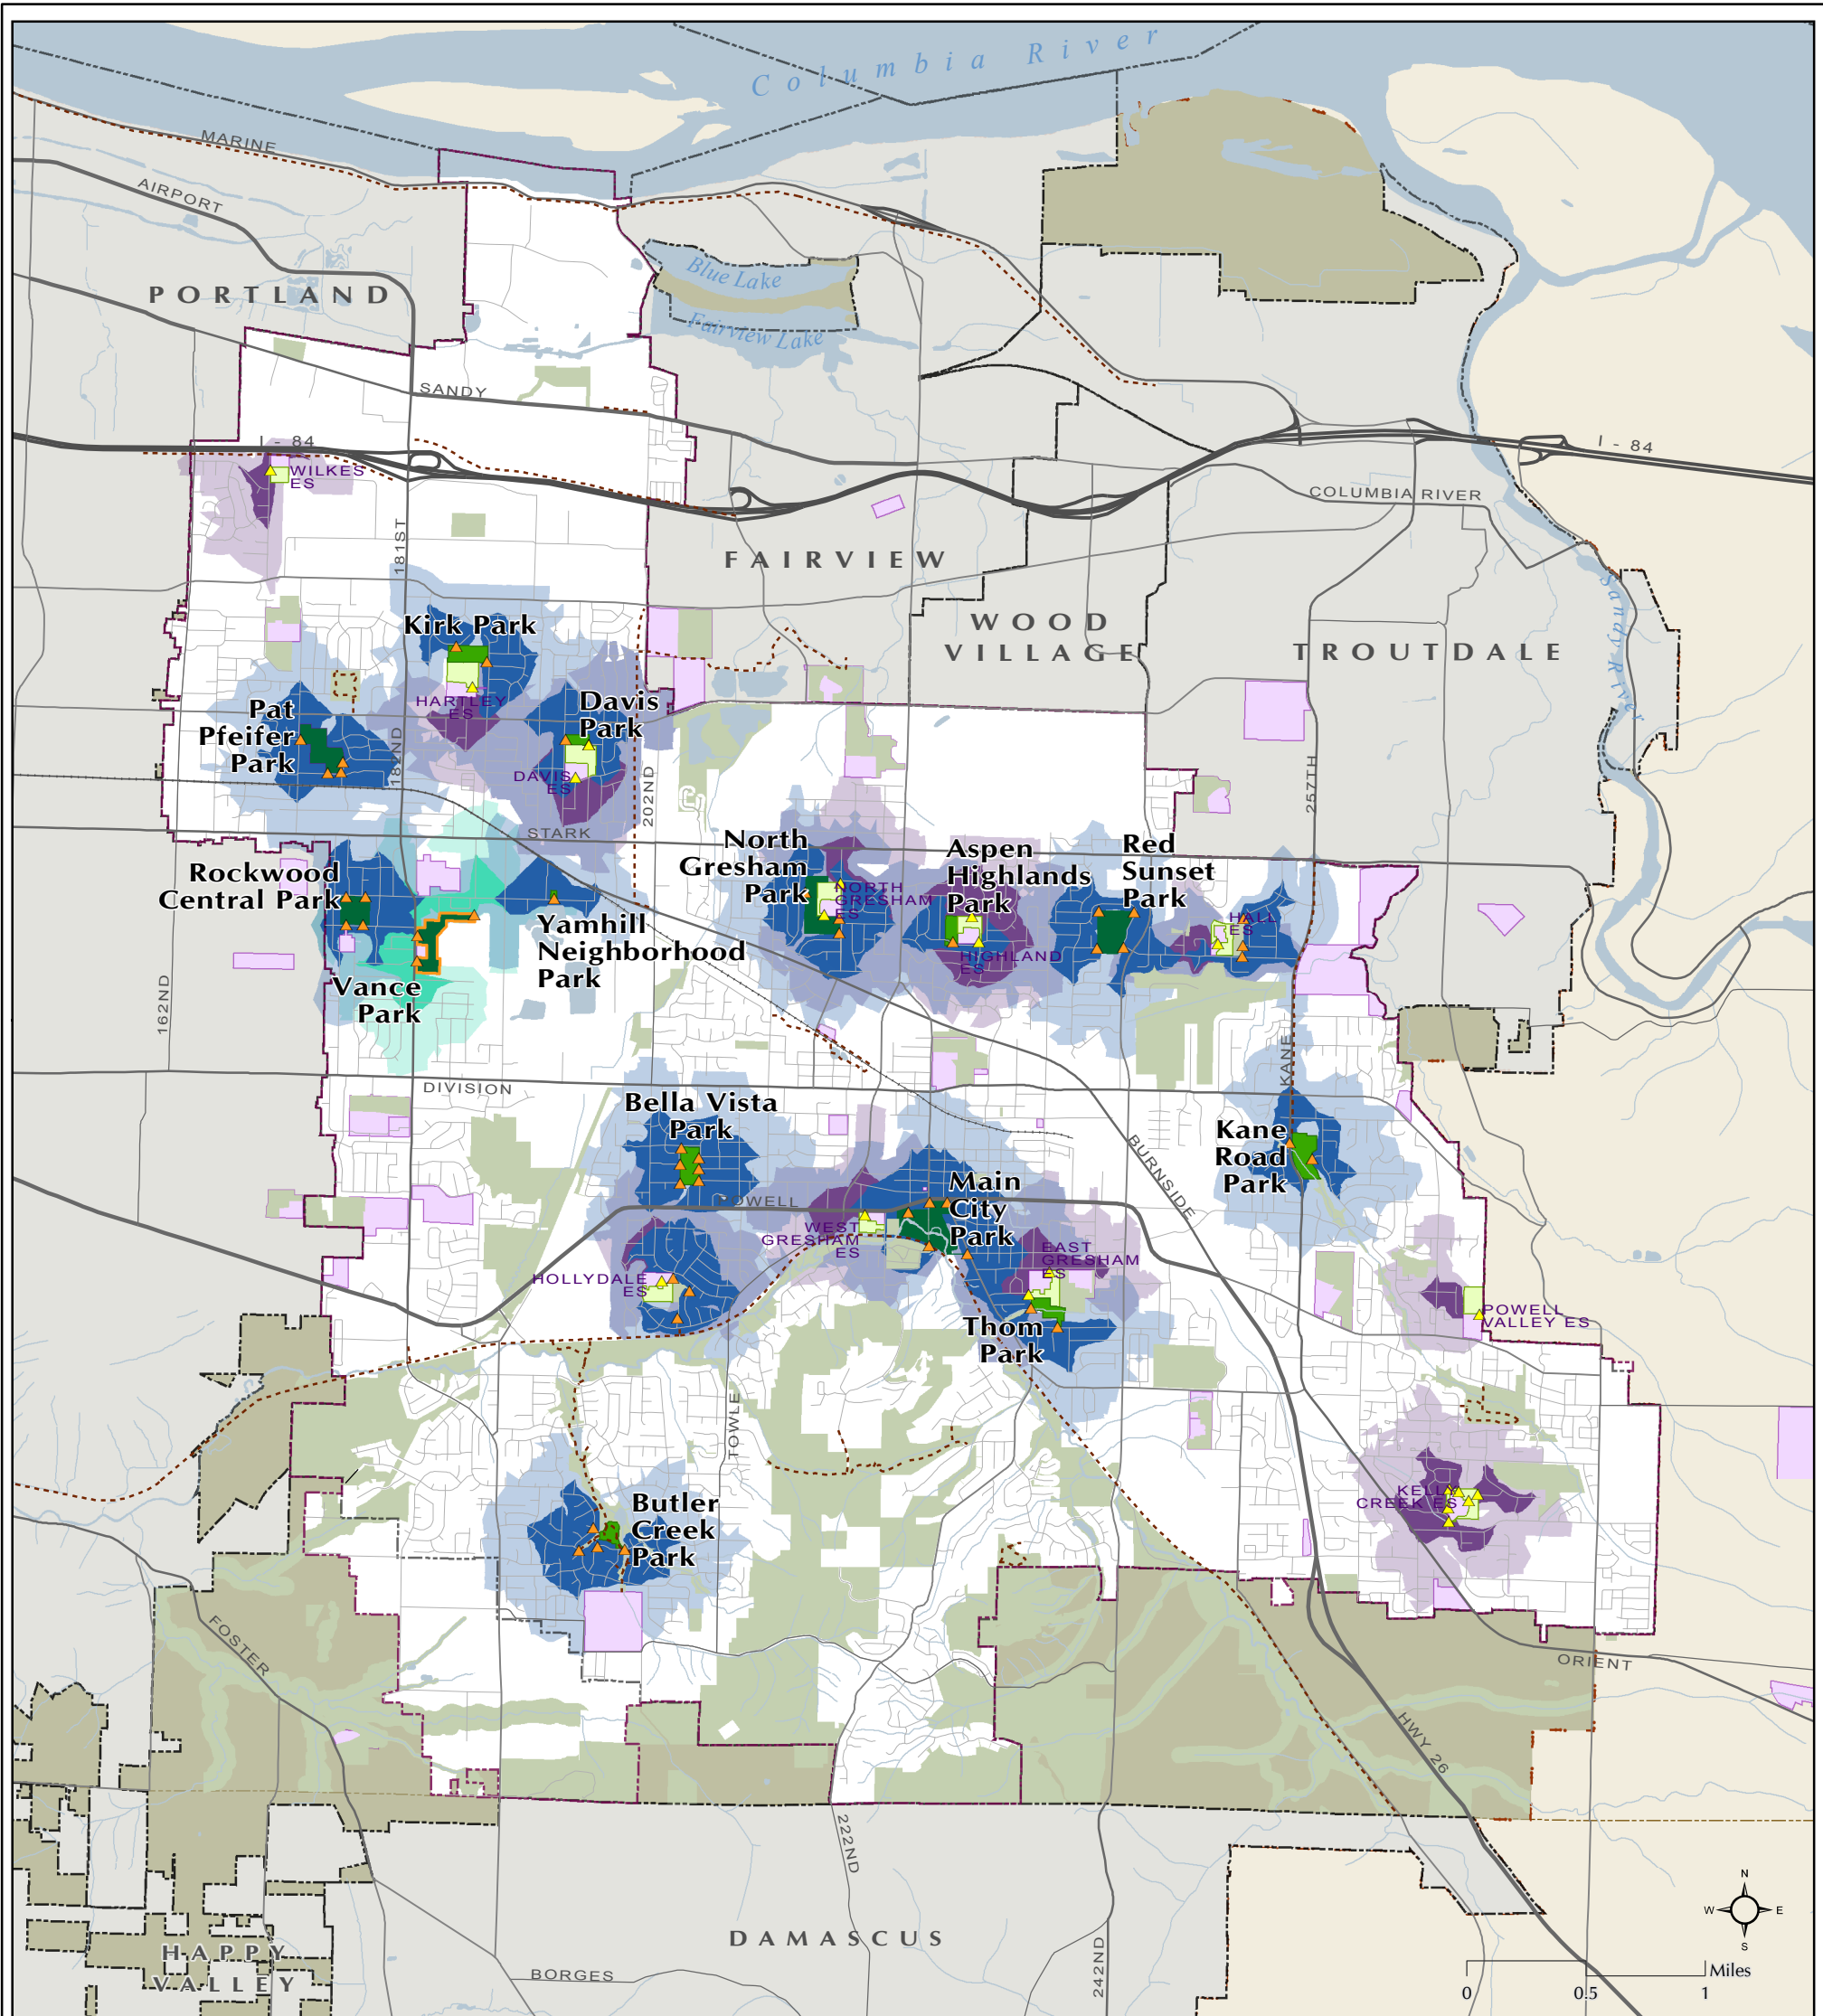 Columbia River
MARINE
AIRPORT
PORTLAND
Blue Lake
Fairview Lake
SANDY
I - 84
I - 84
WILKES
ES
COLUMBIA RIVER
181ST
FAIRVIEW
WOOD
VILLAGE
TROUTDALE
Sandy River
Kirk Park
HARTLEY
ES
Pat
Pfeifer
Park
Davis
Park
DAVIS
ES
182ND
202ND
257TH
STARK
North
Gresham
Park
NORTH
GRESHAM
ES
Aspen
Highlands
Park
HIGHLAND
ES
Red
Sunset
Park
HALL
ES
Rockwood
Central Park
Yamhill
Neighborhood
Park
Vance
Park
162ND
KANE
DIVISION
Bella Vista
Park
BURNSIDE
Kane
Road
Park
POWELL
Main
City
Park
WEST
GRESHAM
ES
EAST
GRESHAM
ES
HOLLYDALE
ES
Thom
Park
POWELL
VALLEY ES
TOWLE
KELLY
CREEK ES
Butler
Creek
Park
FOSTER
ORIENT
HWY 26
222ND
242ND
DAMASCUS
HAPPY
VALLEY
BORGES
N
W
E
S
Miles
0
0.5
1